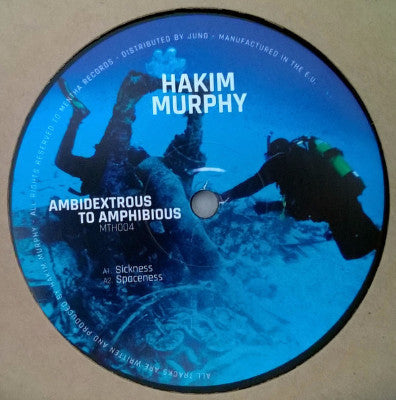 HAKIM
MURPHY
AMBIDEXTROUS
TO AMPHIBIOUS
MTH004
A1. Sickness
A2. Spaceness
ALL TRACKS ARE WRITTEN AND PRODUCED BY HAKIM MURPHY - ALL RIGHTS RESERVED TO MENTHA RECORDS - DISTRIBUTED BY JUNO - MANUFACTURED IN THE E.U.